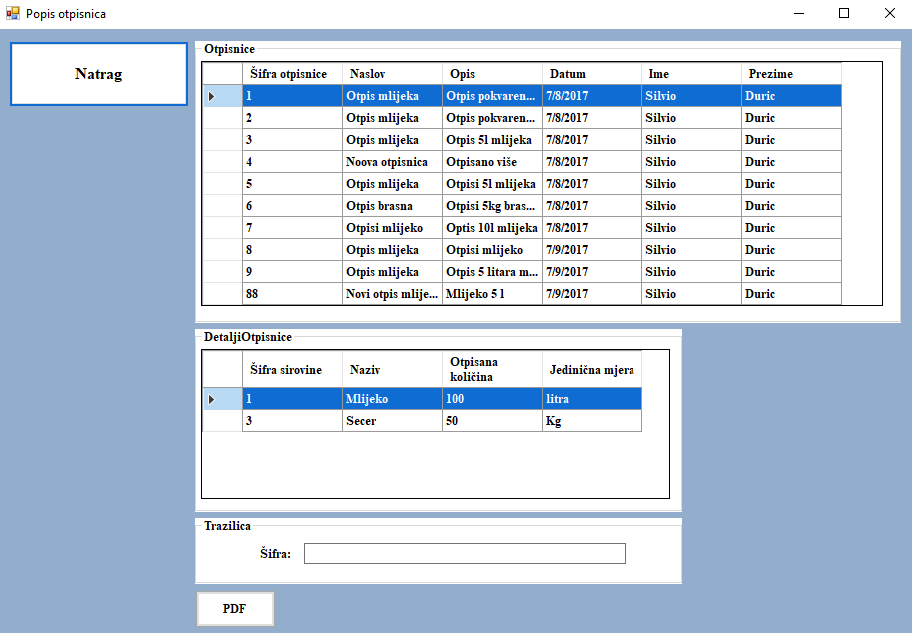 Popis otpisnica
Natrag
Otpisnice
Šifra otpisnice Naslov Opis Datum Ime Prezime
1 Otpis mlijeka Otpis pokvaren... 7/8/2017 Silvio Duric
2 Otpis mlijeka Otpis pokvaren... 7/8/2017 Silvio Duric
3 Otpis mlijeka Otpis 5l mlijeka 7/8/2017 Silvio Duric
4 Noova otpisnica Otpisano više 7/8/2017 Silvio Duric
5 Otpis mlijeka Otpisi 5l mlijeka 7/8/2017 Silvio Duric
6 Otpis brasna Otpisi 5kg bras... 7/8/2017 Silvio Duric
7 Otpisi mlijeko Optis 10l mlijeka 7/8/2017 Silvio Duric
8 Otpis mlijeka Otpisi mlijeko 7/9/2017 Silvio Duric
9 Otpis mlijeka Otpis 5 litara m... 7/9/2017 Silvio Duric
88 Novi otpis mlije... Mlijeko 5 l 7/9/2017 Silvio Duric
DetaljiOtpisnice
Šifra sirovine Naziv Otpisana količina Jedinična mjera
1 Mlijeko 100 litra
3 Secer 50 Kg
Trazilica
Šifra:
PDF